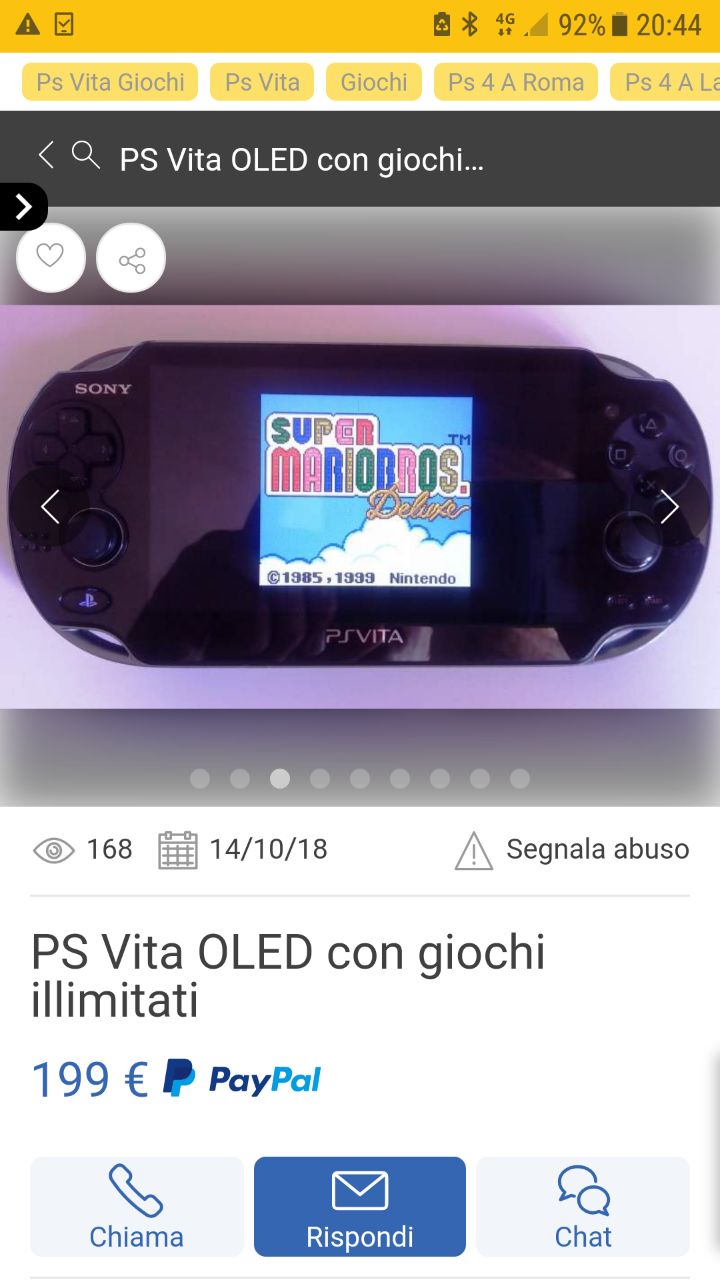 4G 92% 20:44
Ps Vita Giochi Ps Vita Giochi Ps 4 A Roma Ps 4 A La
PS Vita OLED con giochi...
SONY
SUPER
MARIOBROS.
TM
Deluxe
©1985,1999 Nintendo
PSVITA
168 14/10/18 Segnala abuso
PS Vita OLED con giochi
illimitati
199 € PayPal
Chiama Rispondi Chat